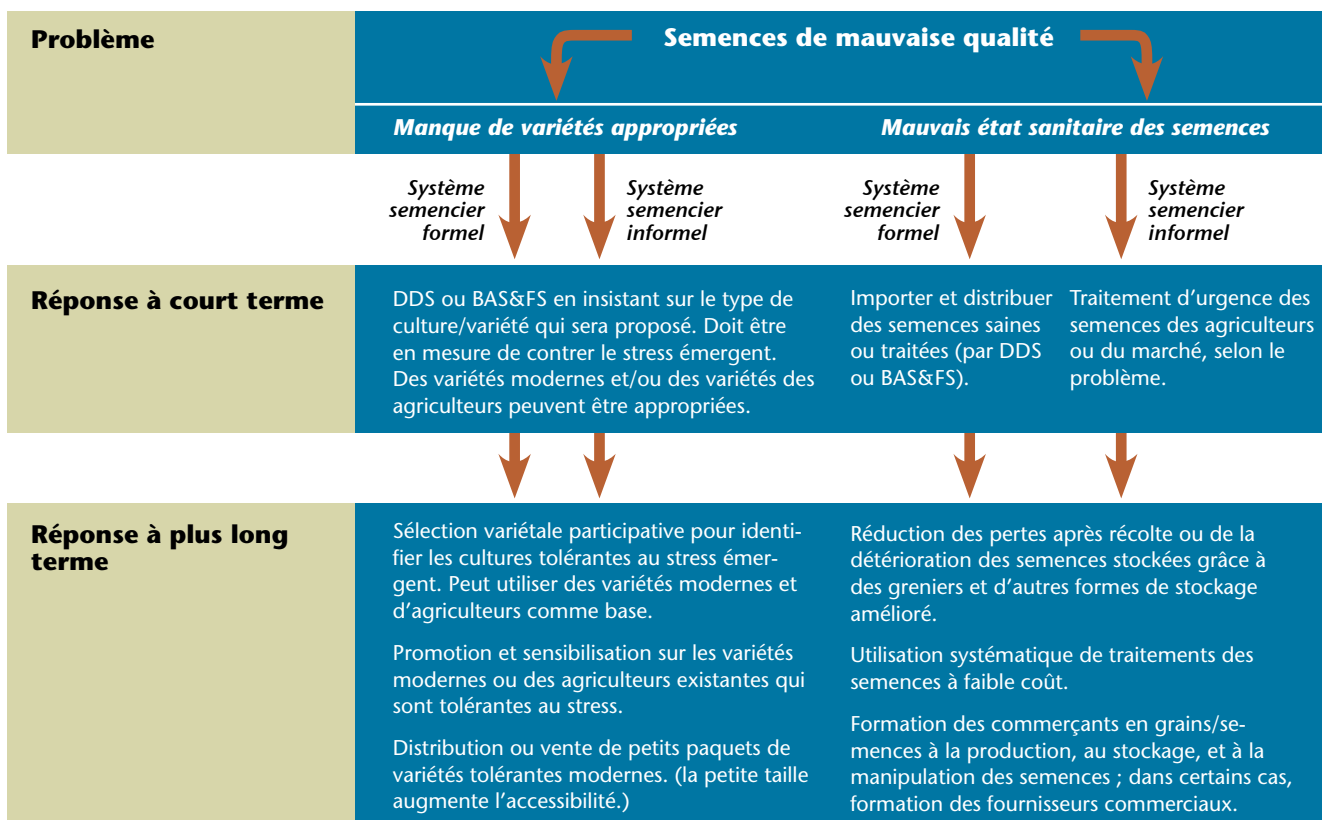 Problème
Semences de mauvaise qualité
Manque de variétés appropriées
Mauvais état sanitaire des semences
Système
semencier
formel
Système
semencier
informel
Système
semencier
formel
Système
semencier
informel
Réponse à court terme
DDS ou BAS&FS en insistant sur le type de
culture/variété qui sera proposé. Doit être
en mesure de contrer le stress émergent.
Des variétés modernes et/ou des variétés des
agriculteurs peuvent être appropriées.
Importer et distribuer
des semences saines
ou traitées (par DDS
ou BAS&FS).
Traitement d’urgence des
semences des agriculteurs
ou du marché, selon le
problème.
Réponse à plus long
terme
Sélection variétale participative pour identi-
fier les cultures tolérantes au stress émer-
gent. Peut utiliser des variétés modernes et
d’agriculteurs comme base.
Promotion et sensibilisation sur les variétés
modernes ou des agriculteurs existantes qui
sont tolérantes au stress.
Distribution ou vente de petits paquets de
variétés tolérantes modernes. (la petite taille
augmente l’accessibilité.)
Réduction des pertes après récolte ou de la
détérioration des semences stockées grâce à
des greniers et d’autres formes de stockage
amélioré.
Utilisation systématique de traitements des
semences à faible coût.
Formation des commerçants en grains/se-
mences à la production, au stockage, et à la
manipulation des semences ; dans certains cas,
formation des fournisseurs commerciaux.